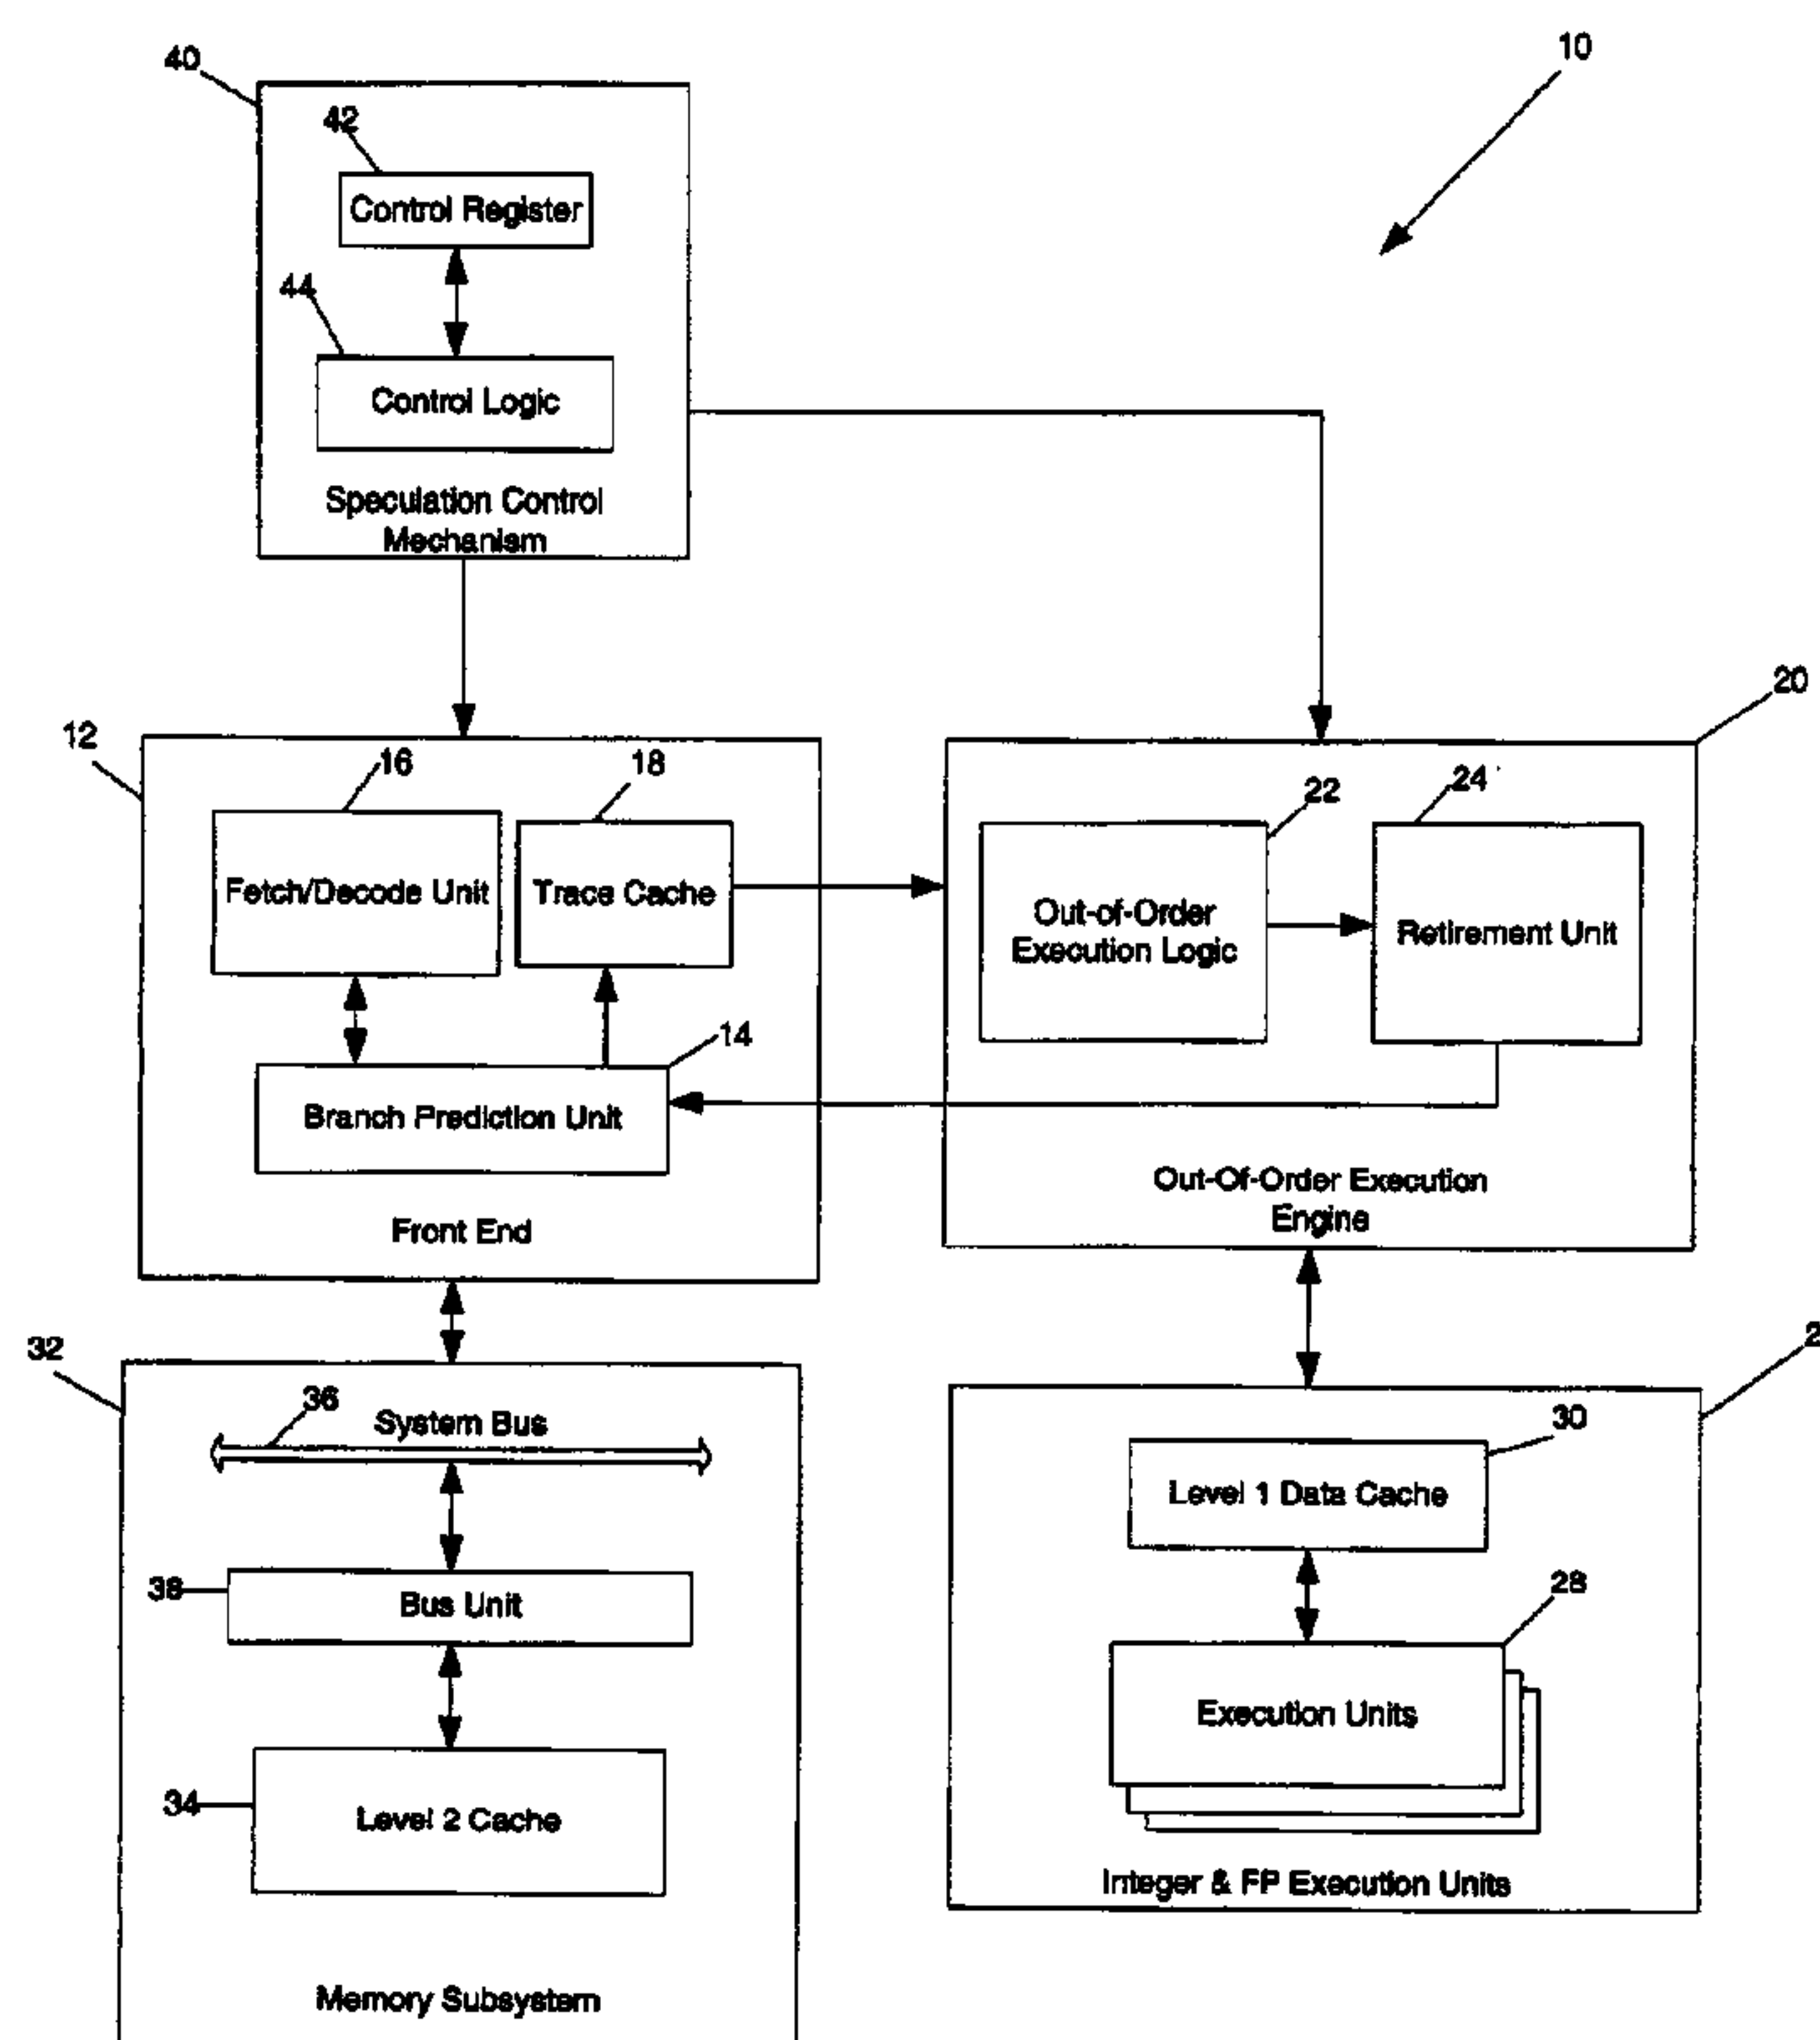 40
10
42
Control Register
44
Control Logic
Speculation Control
Mechanism
20
12
16
18
22
24
Fetch/Decode Unit
Trace Cache
Out-of-Order
Execution Logic
Retirement Unit
14
Branch Prediction Unit
Out-Of-Order Execution
Engine
Front End
32
2
36
System Bus
30
Level 1 Data Cache
38
Bus Unit
28
Execution Units
34
Level 2 Cache
Integer & FP Execution Units
Memory Subsystem